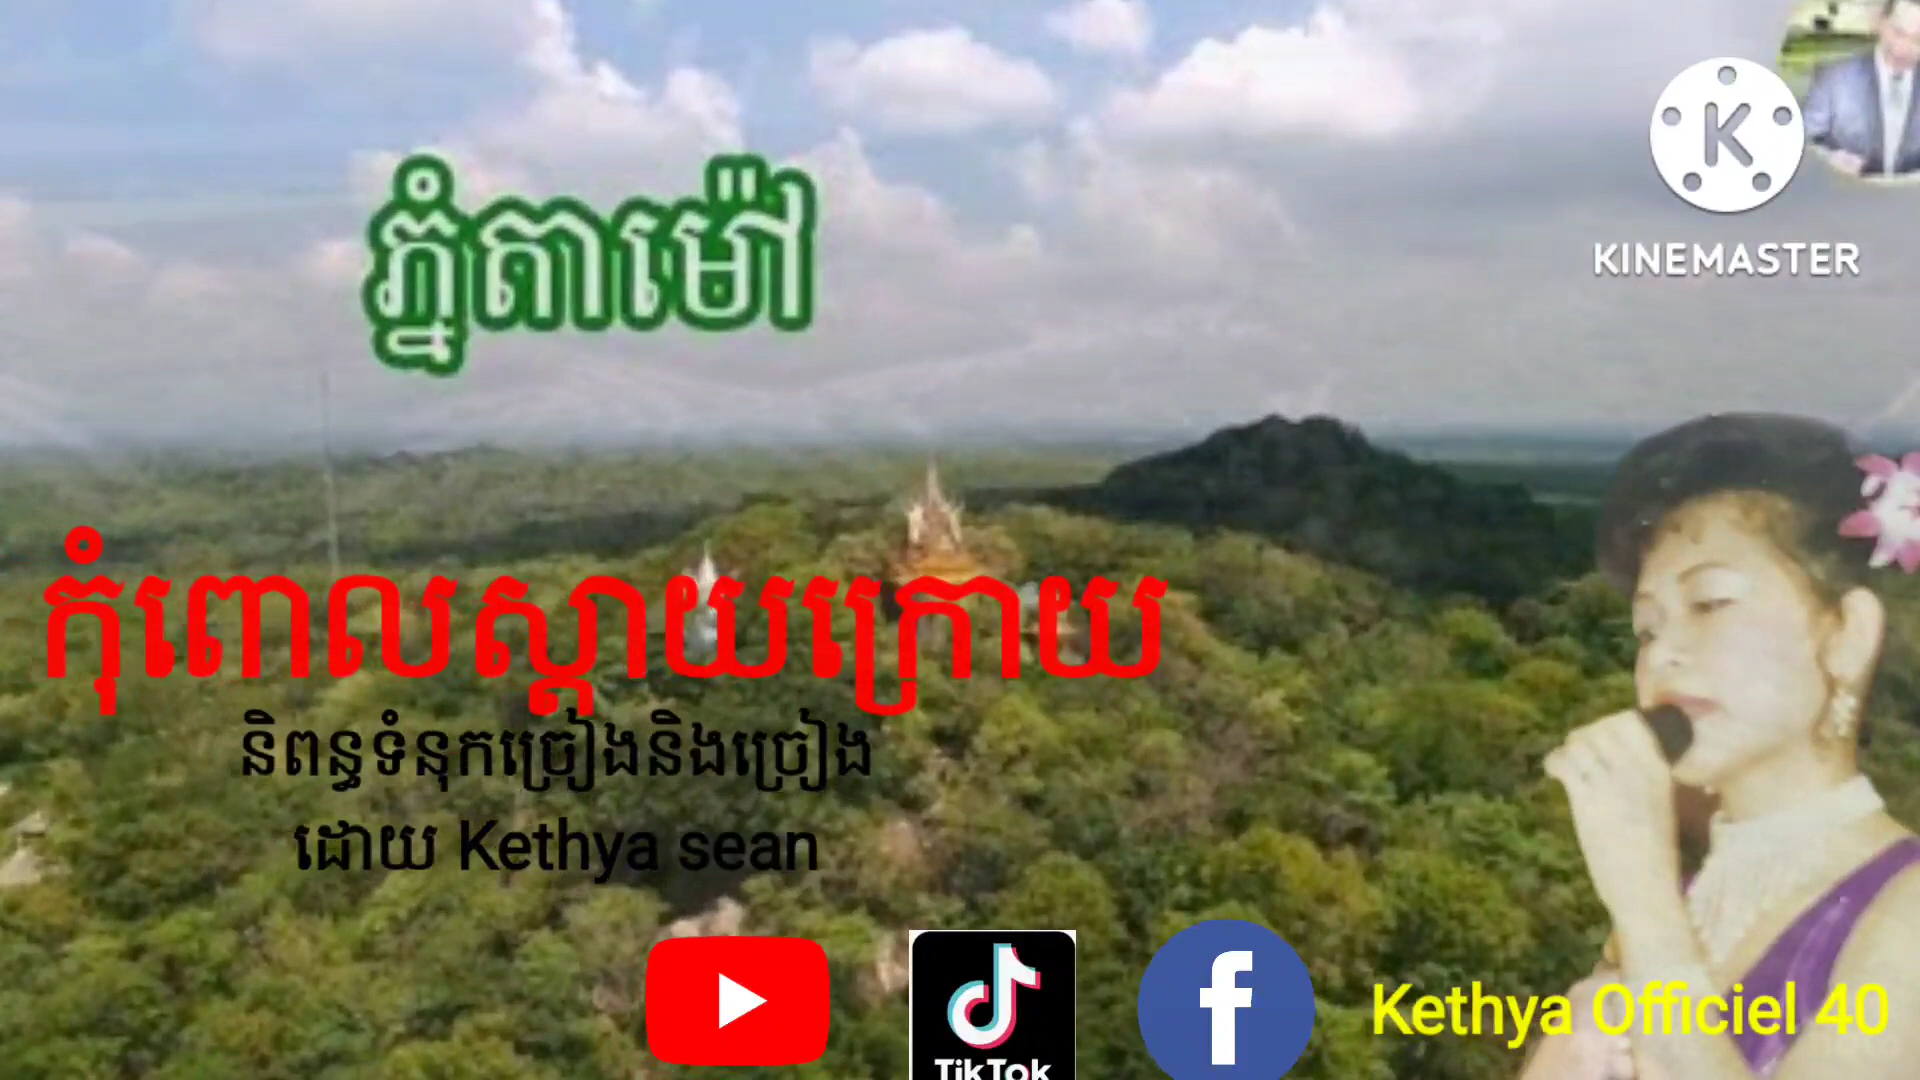 ភ្នំតាម៉ៅ
K
KINEMASTER
កុំពោលស្ដាយក្រោយ
និពន្ធទំនុកច្រៀងនិងច្រៀង
ដោយ Kethya sean
TikTok
Kethya Officiel 40